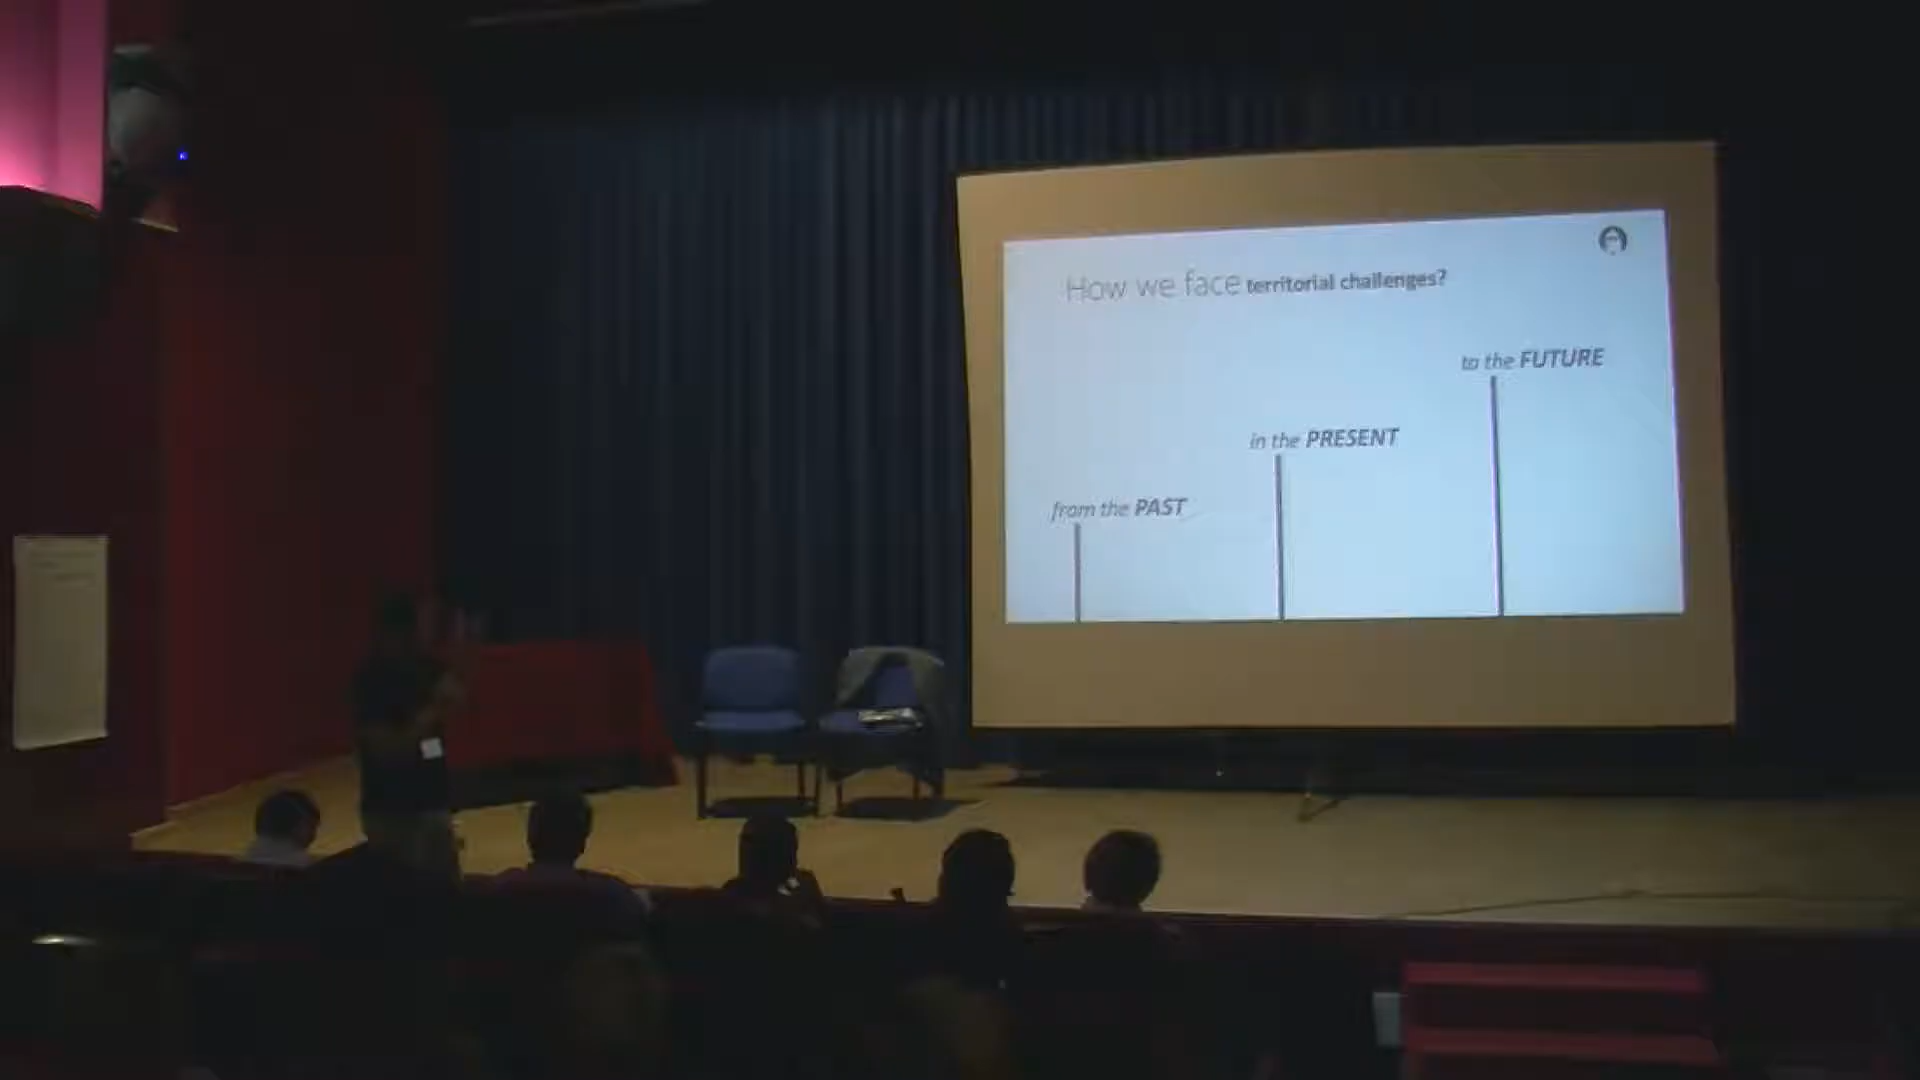 How we face territorial challenges?
to the FUTURE
in the PRESENT
from the PAST